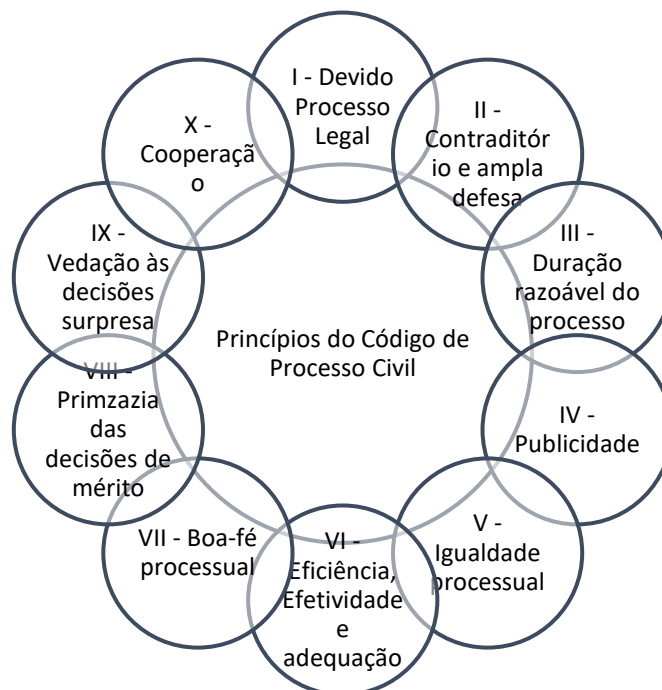 I - Devido
Processo
Legal
II -
Contraditór
io e ampla
defesa
III -
Duração
razoável do
processo
IV -
Publicidade
V -
Igualdade
processual
VI -
Eficiência,
Efetividade
e
adequação
VII - Boa-fé
processual
VIII -
Primzazia
das
decisões de
mérito
IX -
Vedação às
decisões
surpresa
X -
Cooperaçã
o
Princípios do Código de
Processo Civil